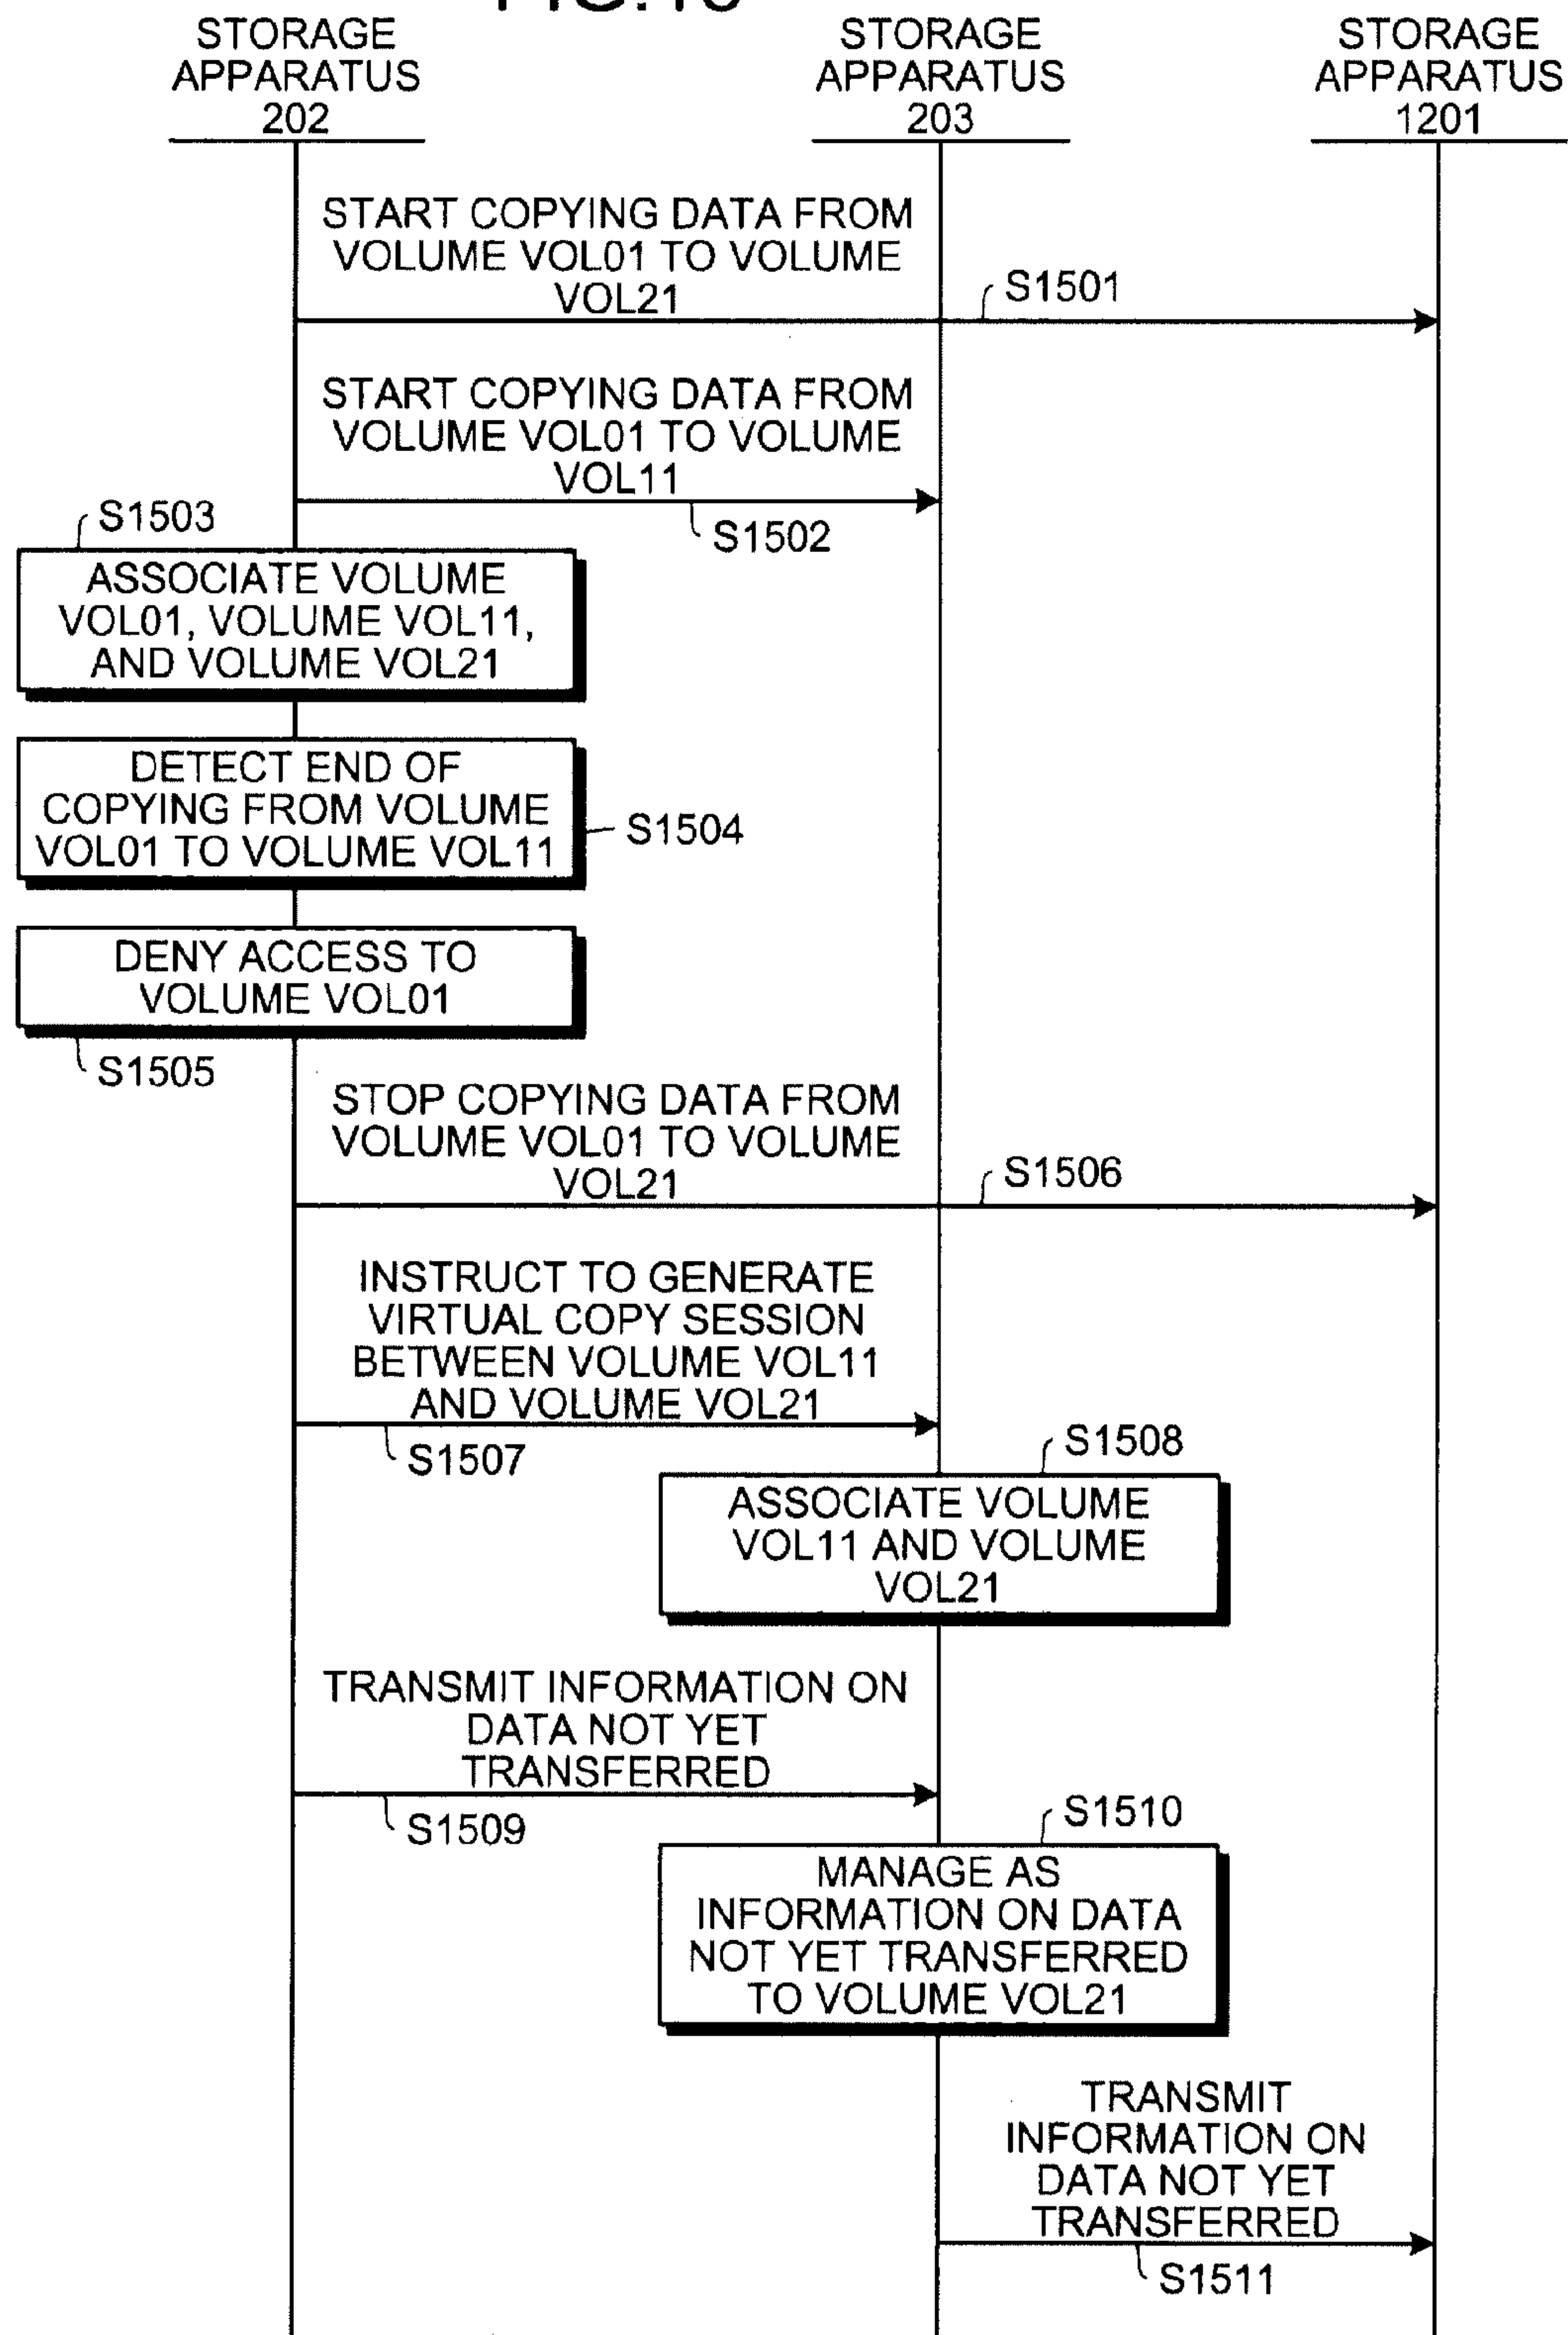 STORAGE
APPARATUS
202
STORAGE
APPARATUS
203
STORAGE
APPARATUS
1201
START COPYING DATA FROM
VOLUME VOL01 TO VOLUME
VOL21
S1501
START COPYING DATA FROM
VOLUME VOL01 TO VOLUME
VOL11
S1502
S1503
ASSOCIATE VOLUME
VOL01, VOLUME VOL11,
AND VOLUME VOL21
DETECT END OF
COPYING FROM VOLUME
VOL01 TO VOLUME VOL11
S1504
DENY ACCESS TO
VOLUME VOL01
S1505
STOP COPYING DATA FROM
VOLUME VOL01 TO VOLUME
VOL21
S1506
INSTRUCT TO GENERATE
VIRTUAL COPY SESSION
BETWEEN VOLUME VOL11
AND VOLUME VOL21
S1507
S1508
ASSOCIATE VOLUME
VOL11 AND VOLUME
VOL21
TRANSMIT INFORMATION ON
DATA NOT YET
TRANSFERRED
S1509
S1510
MANAGE AS
INFORMATION ON DATA
NOT YET TRANSFERRED
TO VOLUME VOL21
TRANSMIT
INFORMATION ON
DATA NOT YET
TRANSFERRED
S1511